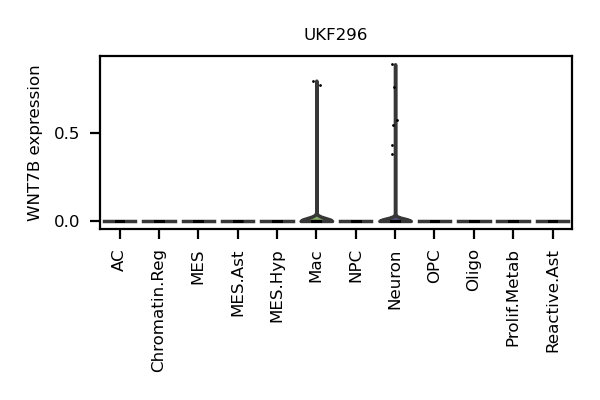 UKF296
WNT7B expression
0.5
0.0
AC
Chromatin.Reg
MES
MES.Ast
MES.Hyp
Mac
NPC
Neuron
OPC
Oligo
Prolif.Metab
Reactive.Ast